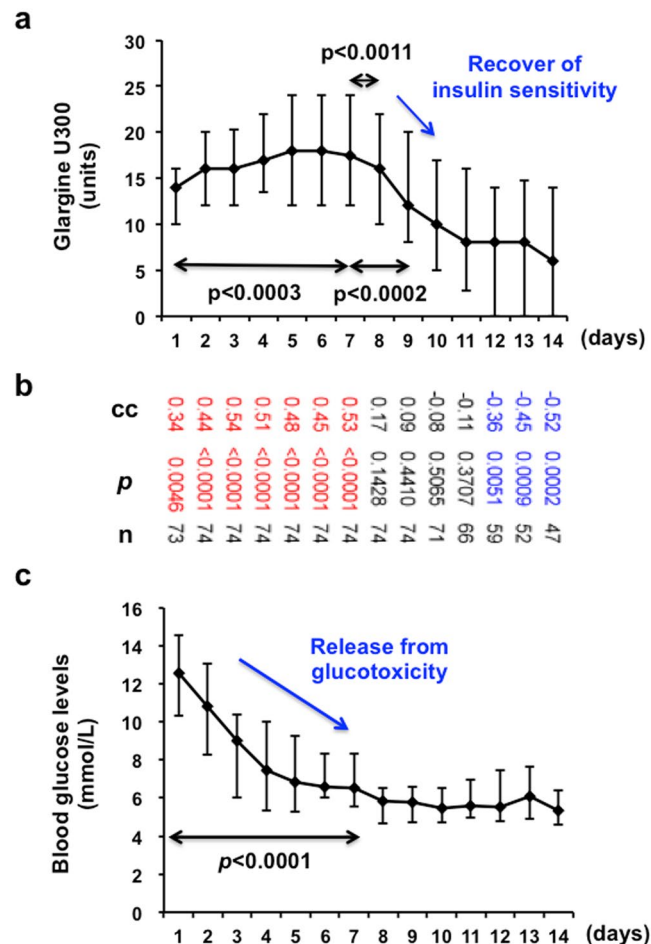 a
30
25
20
15
10
5
0
Glargine U300
(units)
p<0.0011
Recover of
insulin sensitivity
p<0.0003
p<0.0002
1 2 3 4 5 6 7 8 9 10 11 12 13 14 (days)
b
cc 0.34 0.44 0.54 0.51 0.48 0.45 0.53 0.17 0.09 -0.08 -0.11 -0.36 -0.45 -0.52
p 0.0046 <0.0001 <0.0001 <0.0001 <0.0001 <0.0001 <0.0001 0.1428 0.4410 0.5065 0.3707 0.0051 0.0009 0.0002
n 73 74 74 74 74 74 74 74 74 71 66 59 52 47
c
16
14
12
10
8
6
4
2
0
Blood glucose levels
(mmol/L)
Release from
glucotoxicity
p<0.0001
1 2 3 4 5 6 7 8 9 10 11 12 13 14 (days)